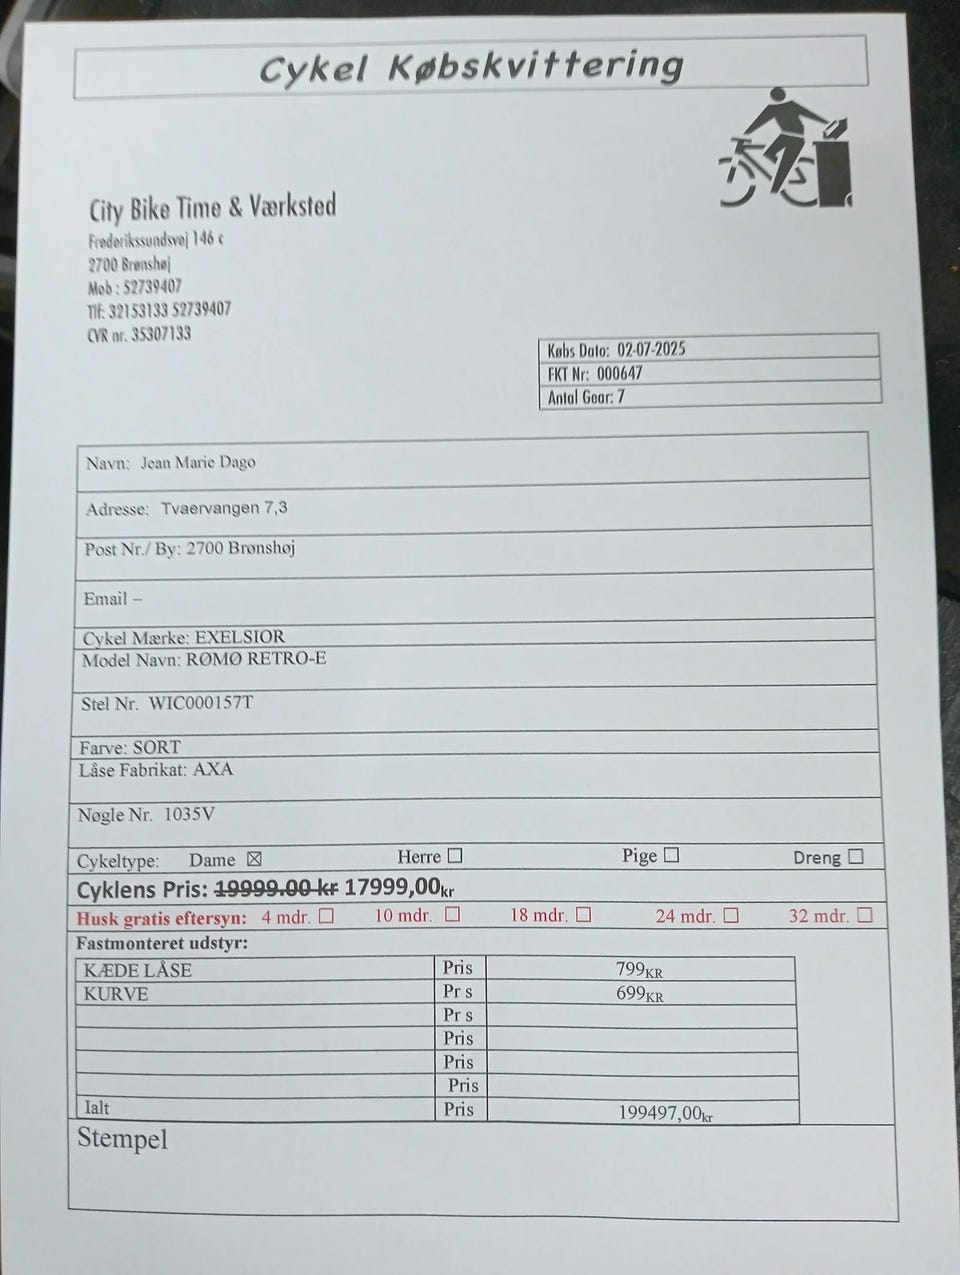 Cykel Købskvittering
City Bike Time & Værksted
Frederikssundsvej 146 c
2700 Brønshøj
Mob : 52739407
Tlf: 32153133 52739407
CVR nr. 35307133
Købs Dato: 02-07-2025
FKT Nr: 000647
Antal Gear: 7
Navn: Jean Marie Dago
Adresse: Tvaervangen 7,3
Post Nr./ By: 2700 Brønshøj
Email –
Cykel Mærke: EXELSIOR
Model Navn: RØMØ RETRO-E
Stel Nr. WIC000157T
Farve: SORT
Låse Fabrikat: AXA
Nøgle Nr. 1035V
Cykeltype: Dame ☒ Herre ☐ Pige ☐ Dreng ☐
Cyklens Pris: 19999.00 kr 17999,00kr
Husk gratis eftersyn: 4 mdr. ☐ 10 mdr. ☐ 18 mdr. ☐ 24 mdr. ☐ 32 mdr. ☐
Fastmonteret udstyr:
KÆDE LÅSE Pris 799KR
KURVE Pr s 699KR
Pr s
Pris
Pris
Pris
Ialt Pris 199497,00kr
Stempel